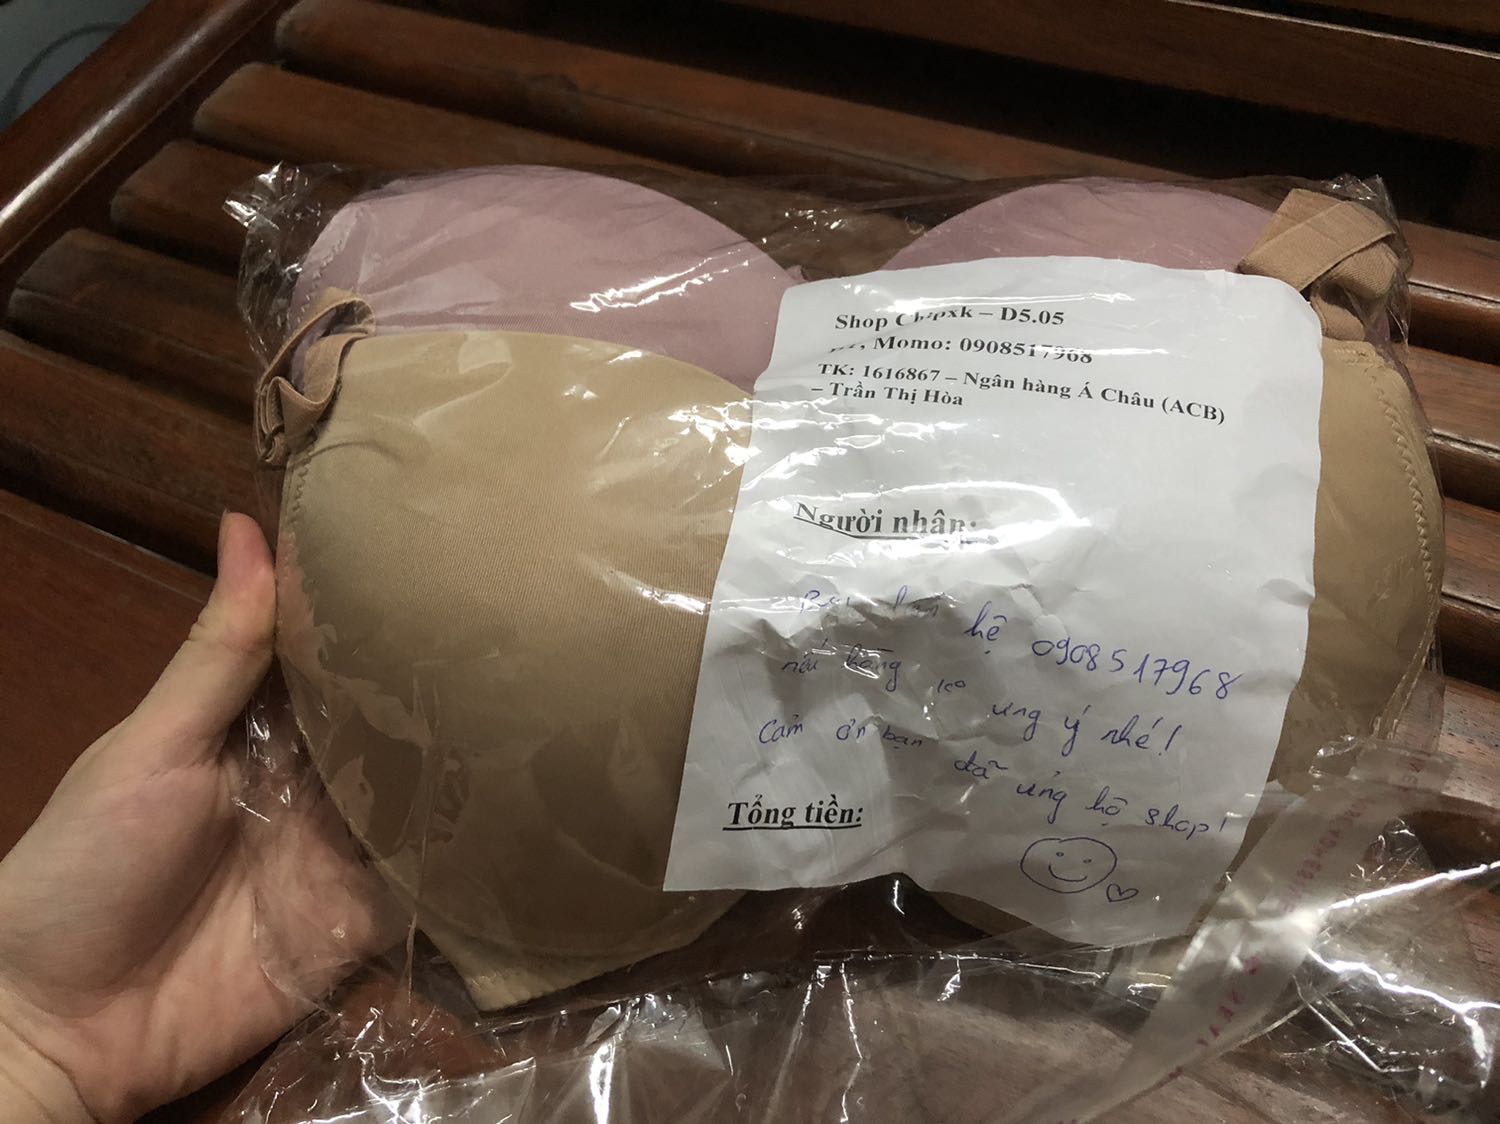 Shop Chipxk – D5.05
Momo: 0908517968
TK: 1616867 – Ngân hàng Á Châu (ACB)
– Trần Thị Hòa
Người nhận:
hệ 0908517968
nếu hàng ko ưng ý nhé!
Cảm ơn bạn đã ủng hộ shop!
Tổng tiền: